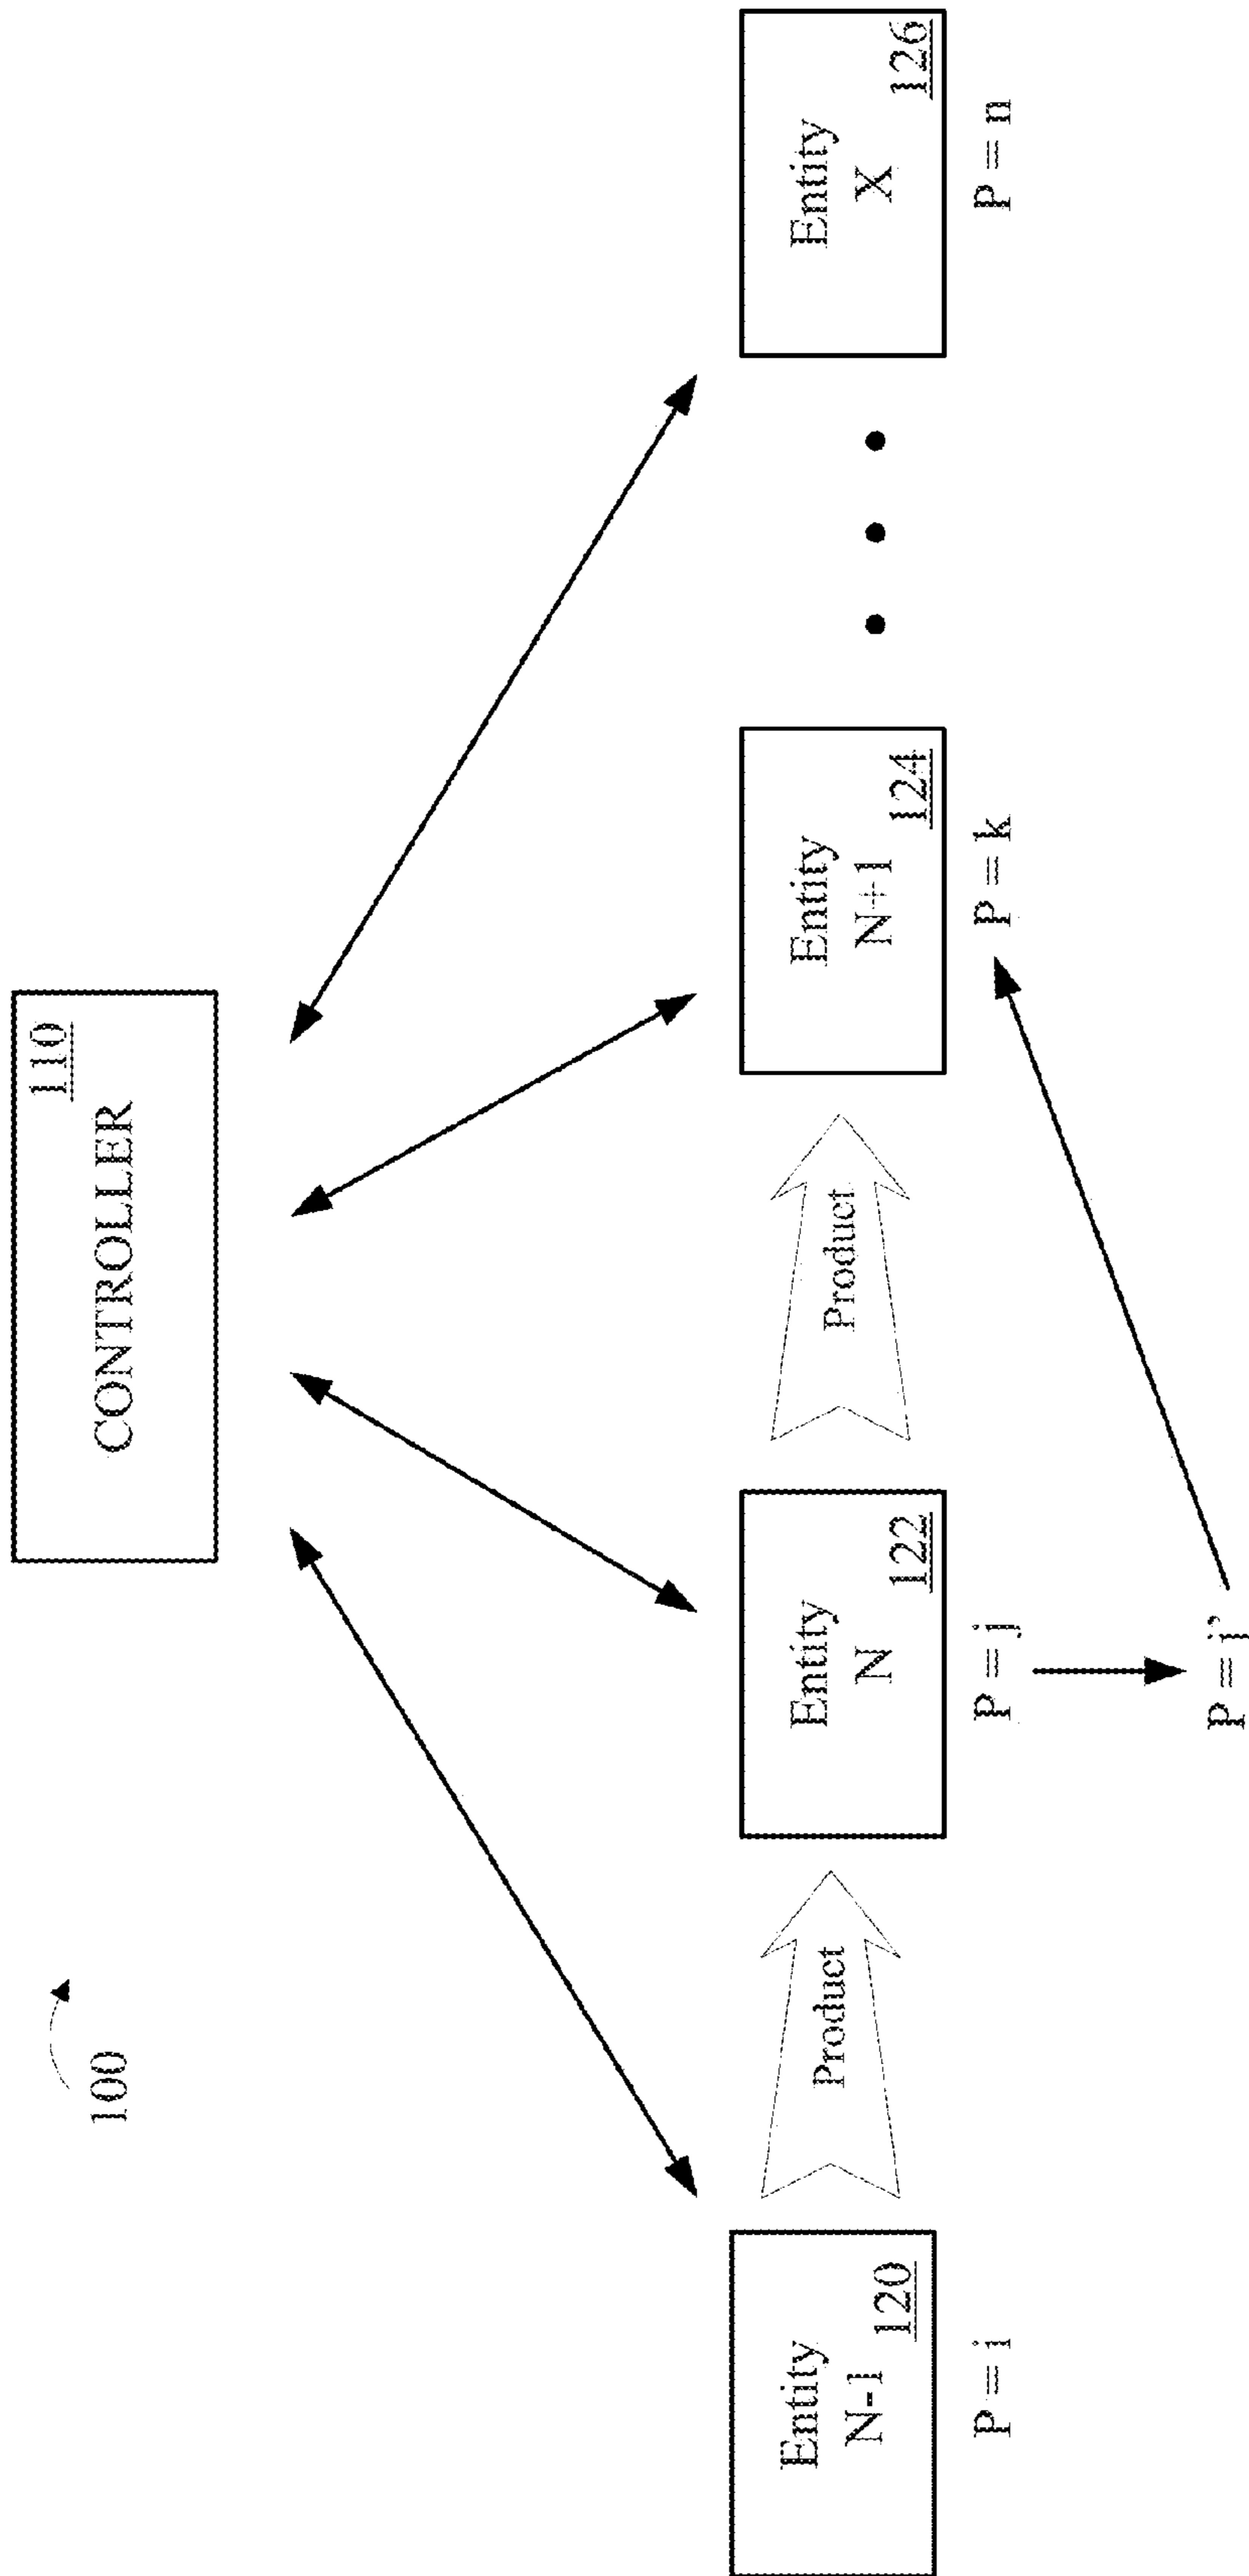 100
CONTROLLER
110
Entity
N-1
120
Product
Entity
N
122
Product
Entity
N+1
124
Entity
X
126
P = i
P = j
P = k
P = n
P = j’